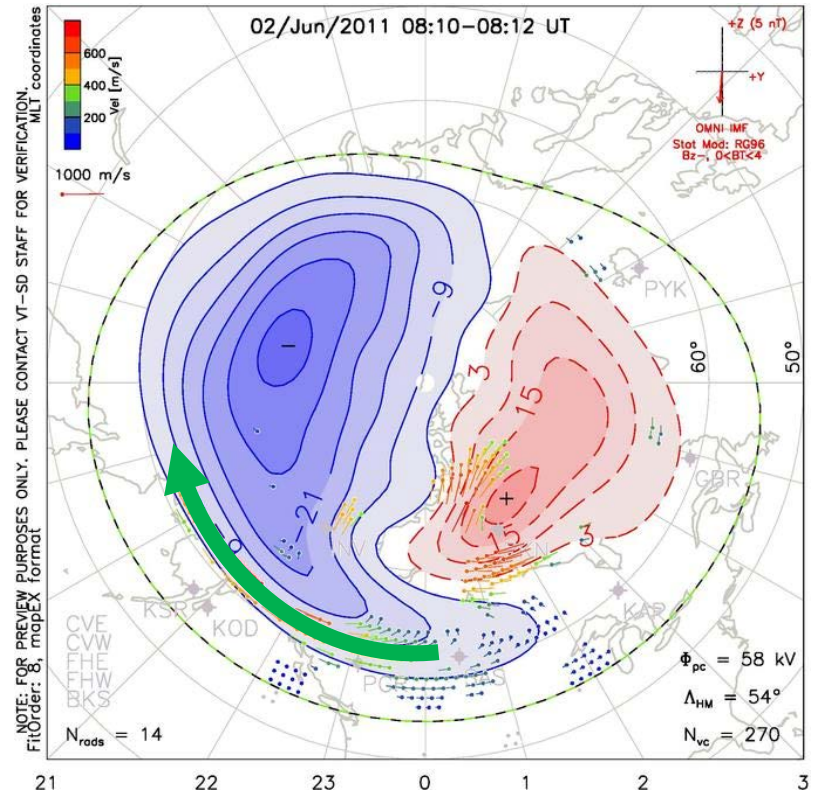 02/Jun/2011 08:10-08:12 UT
NOTE: FOR PREVIEW PURPOSES ONLY. PLEASE CONTACT VT-SD STAFF FOR VERIFICATION.
FitOrder: 8, mapEX format
MLT coordinates
600
400
200
Vel [m/s]
1000 m/s
+Z (5 nT)
+Y
OMNI IMF
Stat Mod: RG96
Bz-, 0<BT<4
PYK
60°
50°
-9
3
15
GBR
-
+
-21
15
3
INV
KSR
KOD
KAP
CVE
CVW
FHE
FHW
BKS
PGR
Nrads = 14
Φpc = 58 kV
ΛHM = 54°
Nvc = 270
21
22
23
0
1
2
3